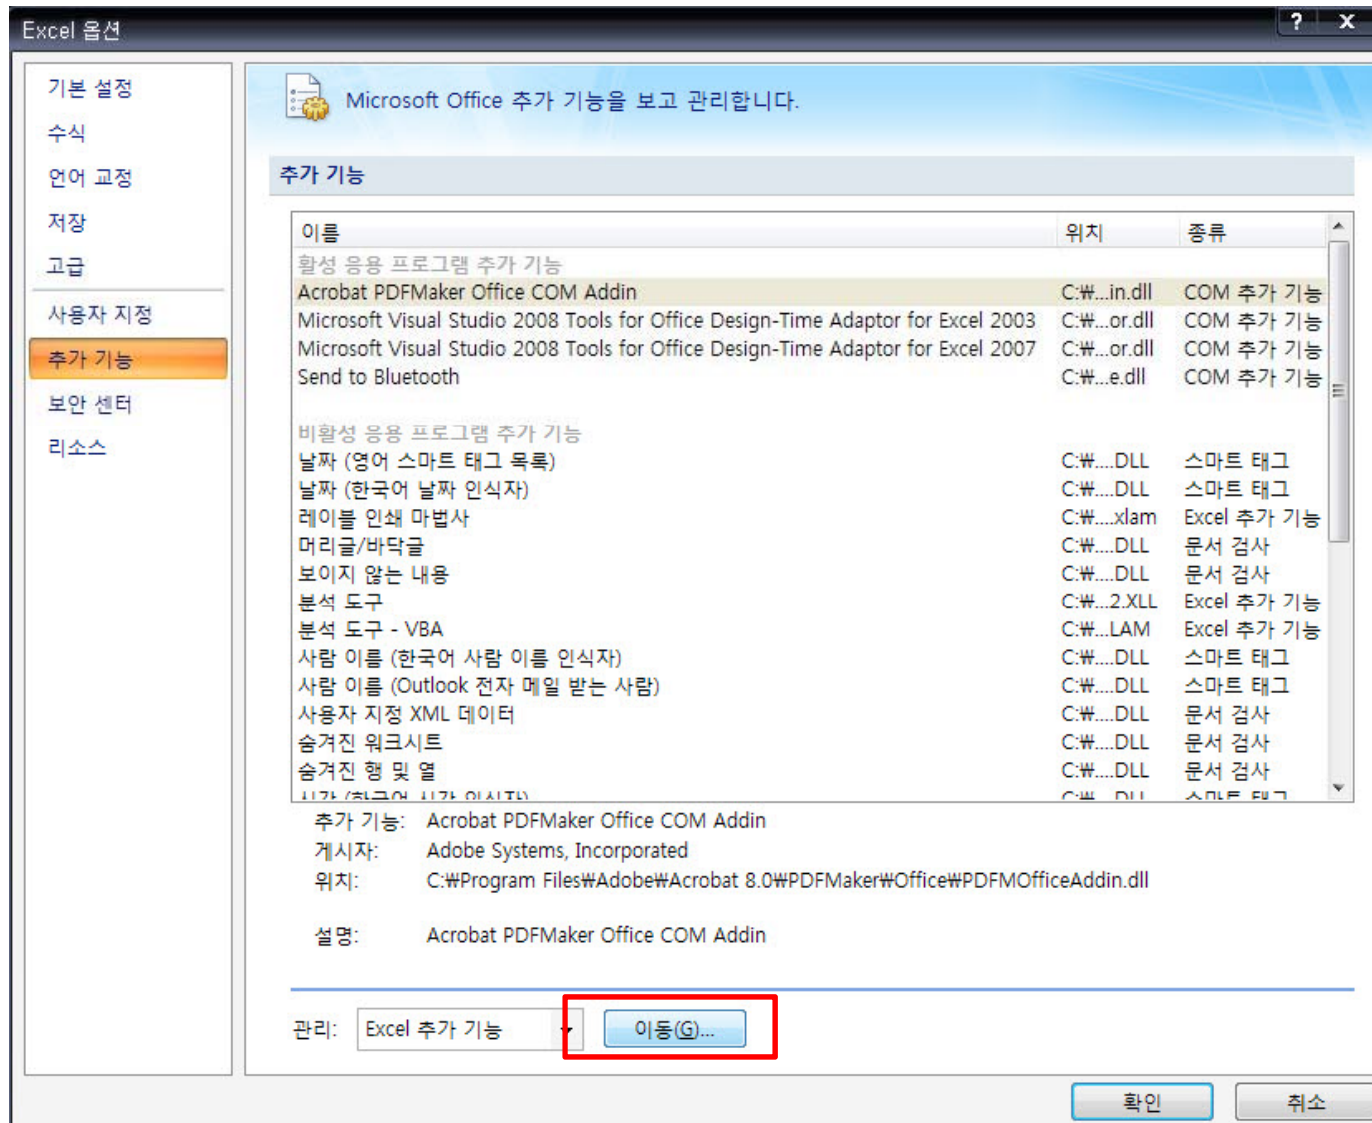 Excel 옵션
? X
기본 설정
수식
언어 교정
저장
고급
사용자 지정
추가 기능
보안 센터
리소스
Microsoft Office 추가 기능을 보고 관리합니다.
추가 기능
이름 위치 종류
활성 응용 프로그램 추가 기능
Acrobat PDFMaker Office COM Addin C:₩...in.dll COM 추가 기능
Microsoft Visual Studio 2008 Tools for Office Design-Time Adaptor for Excel 2003 C:₩...or.dll COM 추가 기능
Microsoft Visual Studio 2008 Tools for Office Design-Time Adaptor for Excel 2007 C:₩...or.dll COM 추가 기능
Send to Bluetooth C:₩...e.dll COM 추가 기능
비활성 응용 프로그램 추가 기능
날짜 (영어 스마트 태그 목록) C:₩....DLL 스마트 태그
날짜 (한국어 날짜 인식자) C:₩....DLL 스마트 태그
레이블 인쇄 마법사 C:₩....xlam Excel 추가 기능
머리글/바닥글 C:₩....DLL 문서 검사
보이지 않는 내용 C:₩....DLL 문서 검사
분석 도구 C:₩...2.XLL Excel 추가 기능
분석 도구 - VBA C:₩...LAM Excel 추가 기능
사람 이름 (한국어 사람 이름 인식자) C:₩....DLL 스마트 태그
사람 이름 (Outlook 전자 메일 받는 사람) C:₩....DLL 스마트 태그
사용자 지정 XML 데이터 C:₩....DLL 문서 검사
숨겨진 워크시트 C:₩....DLL 문서 검사
숨겨진 행 및 열 C:₩....DLL 문서 검사
시간 (한국어 시간 인식자) C:₩....DLL 스마트 태그
추가 기능: Acrobat PDFMaker Office COM Addin
게시자: Adobe Systems, Incorporated
위치: C:₩Program Files₩Adobe₩Acrobat 8.0₩PDFMaker₩Office₩PDFMOfficeAddin.dll
설명: Acrobat PDFMaker Office COM Addin
관리: Excel 추가 기능 이동(G)...
확인 취소